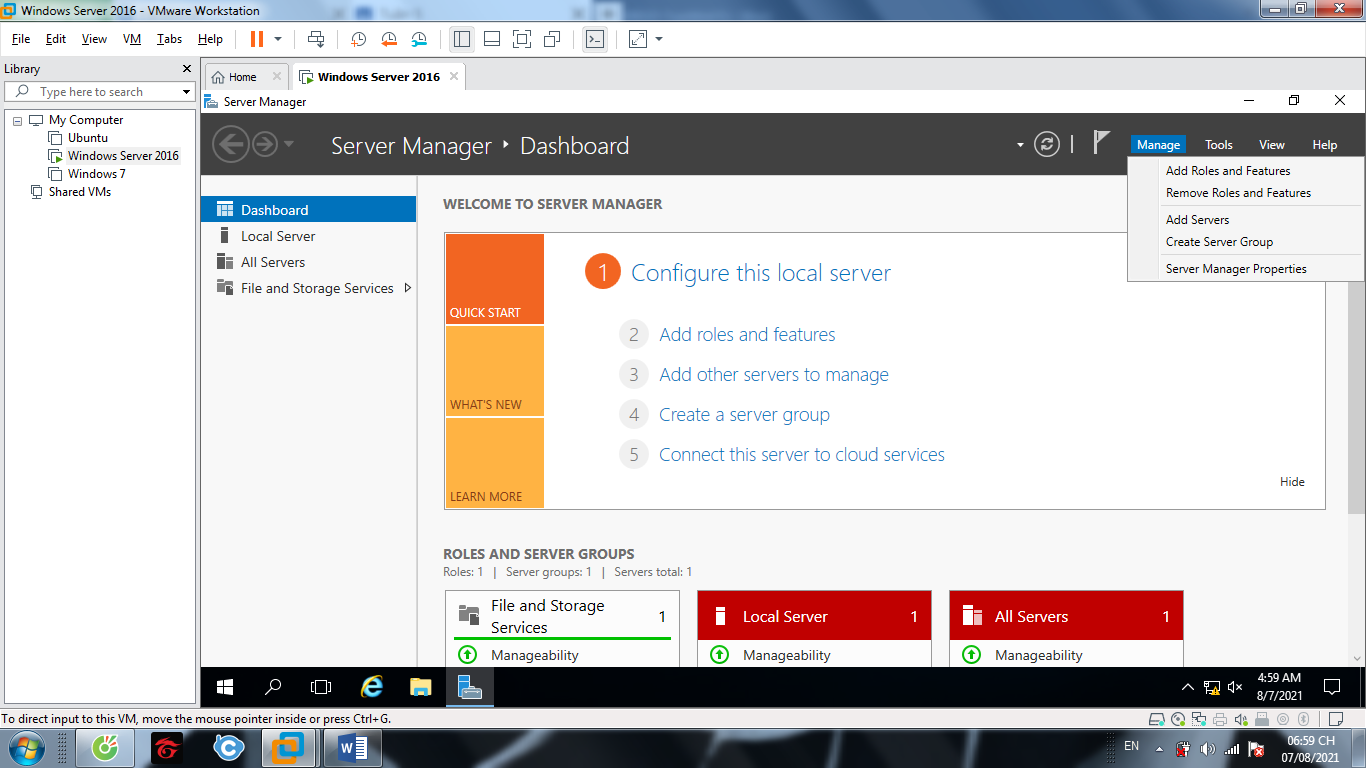 Windows Server 2016 - VMware Workstation
File Edit View VM Tabs Help
Library
Type here to search
My Computer
Ubuntu
Windows Server 2016
Windows 7
Shared VMs
Home
Windows Server 2016
Server Manager
Server Manager Dashboard
Manage Tools View Help
Add Roles and Features
Remove Roles and Features
Add Servers
Create Server Group
Server Manager Properties
Dashboard
Local Server
All Servers
File and Storage Services
WELCOME TO SERVER MANAGER
QUICK START
WHAT'S NEW
LEARN MORE
1 Configure this local server
2 Add roles and features
3 Add other servers to manage
4 Create a server group
5 Connect this server to cloud services
Hide
ROLES AND SERVER GROUPS
Roles: 1 | Server groups: 1 | Servers total: 1
File and Storage
Services
1
Manageability
Local Server 1
Manageability
All Servers 1
Manageability
4:59 AM
8/7/2021
To direct input to this VM, move the mouse pointer inside or press Ctrl+G.
EN
06:59 CH
07/08/2021